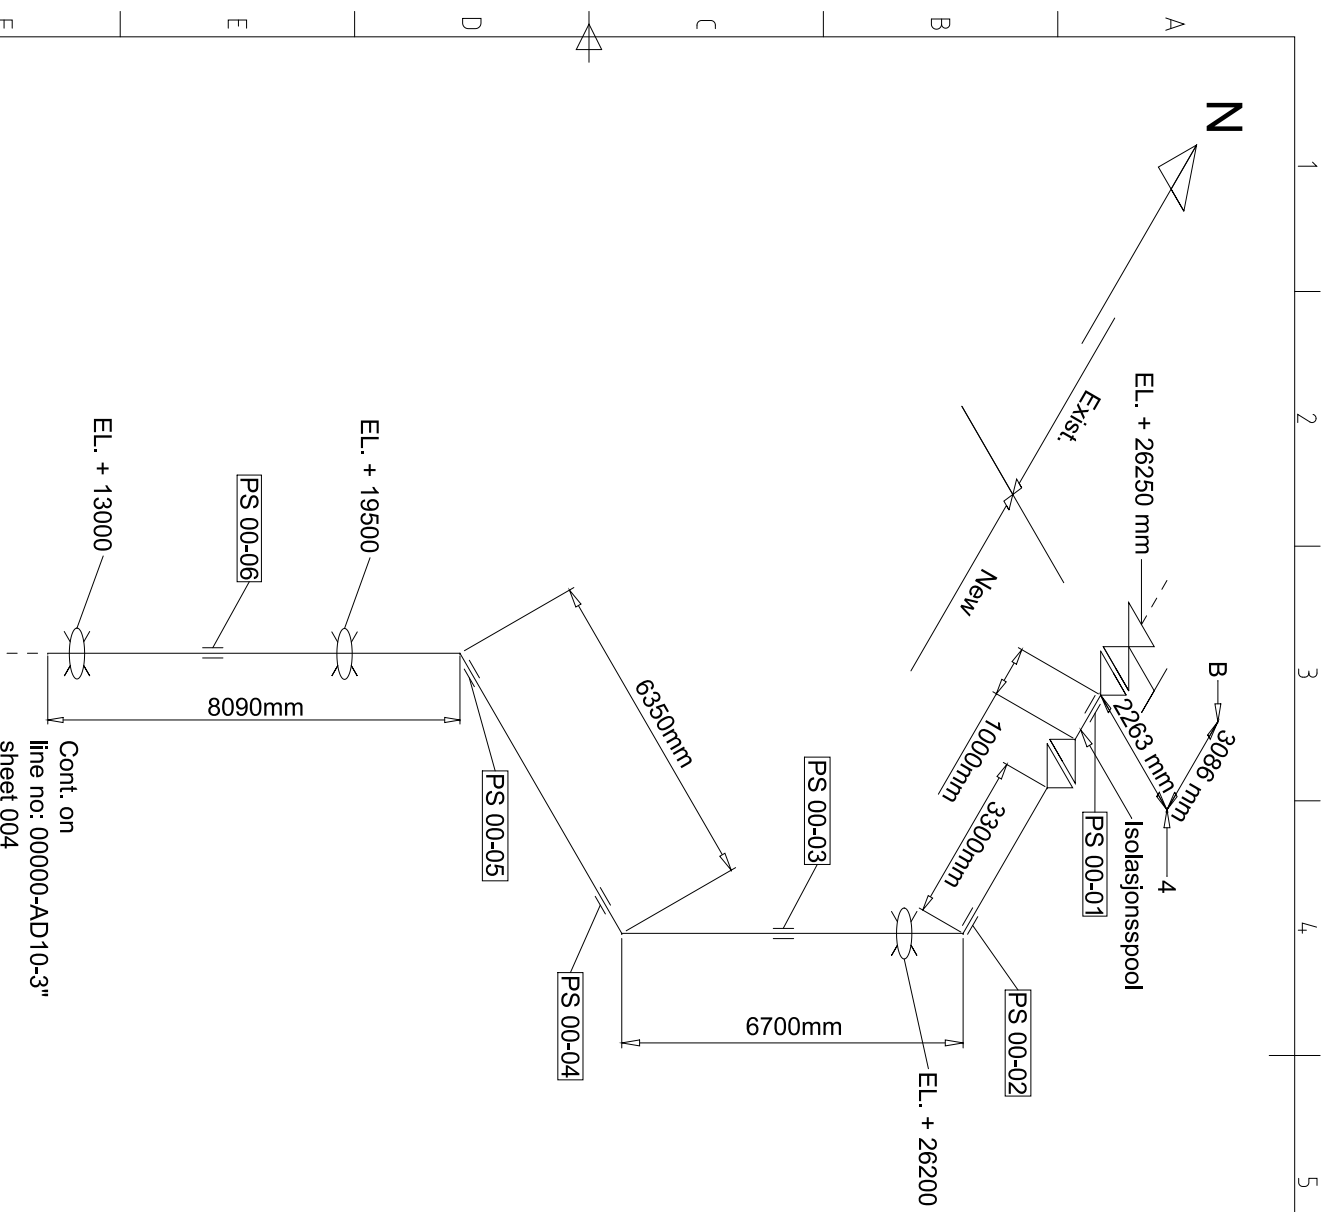 F
E
D
C
B
A
1
2
3
4
5
N
Exist.
New
EL. + 26250 mm
B
3086 mm
2263 mm
4
Isolasjonsspool
PS 00-01
1000mm
3300mm
PS 00-02
EL. + 26200
PS 00-03
6700mm
6350mm
PS 00-04
PS 00-05
EL. + 19500
PS 00-06
EL. + 13000
8090mm
Cont. on
line no: 00000-AD10-3"
sheet 004